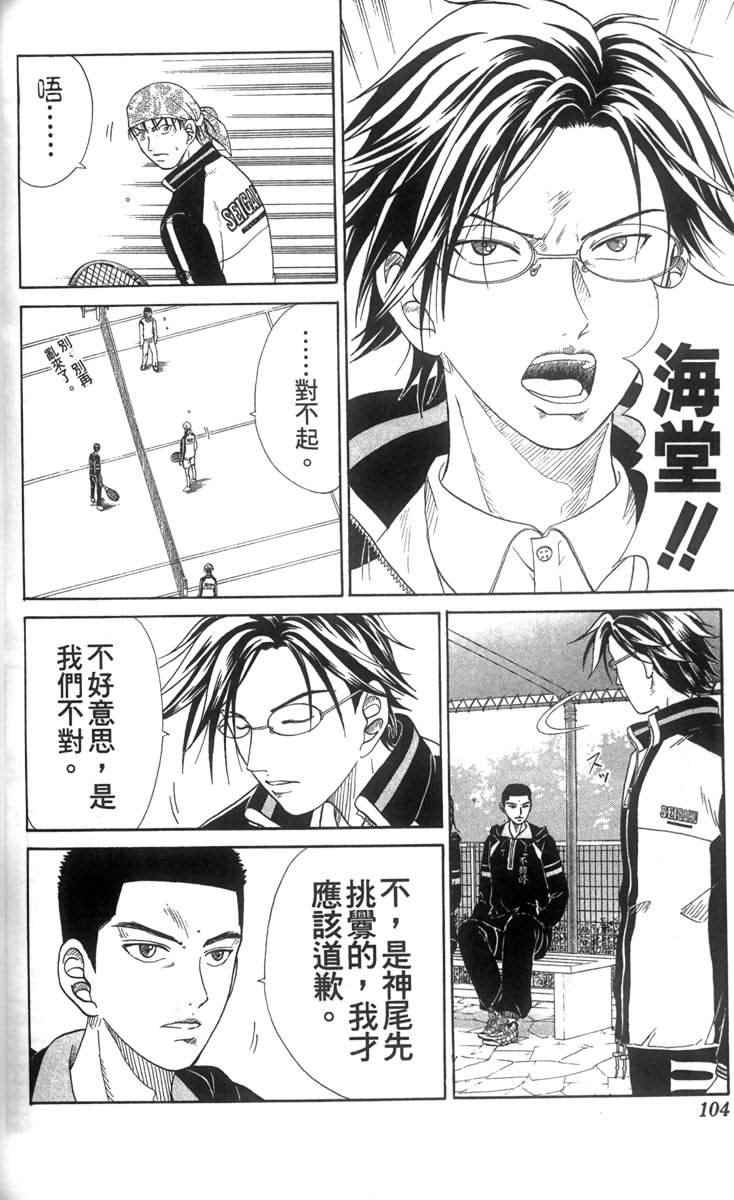 海堂!!
唔……
SEIGAKU
……對不起。
別、別再
亂來了。
スッ
SEIGAKU
不好意思，是
我們不對。
不，是神尾先
挑釁的，我才
應該道歉。
104